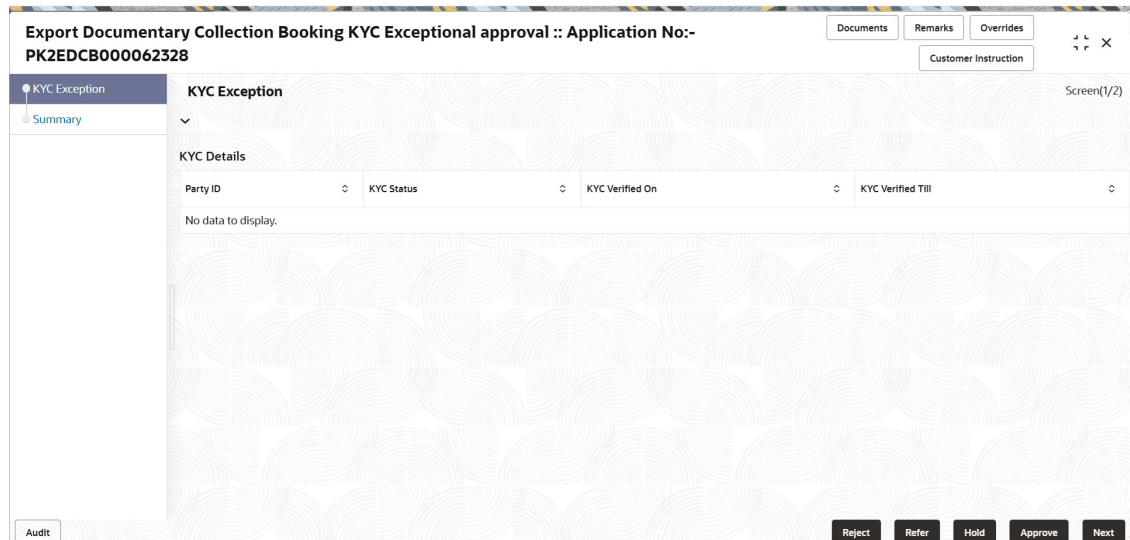 Export Documentary Collection Booking KYC Exceptional approval :: Application No:-
PK2EDCB000062328
Documents Remarks Overrides
Customer Instruction
KYC Exception
Summary
KYC Exception
Screen(1/2)
KYC Details
Party ID KYC Status KYC Verified On KYC Verified Till
No data to display.
Audit Reject Refer Hold Approve Next